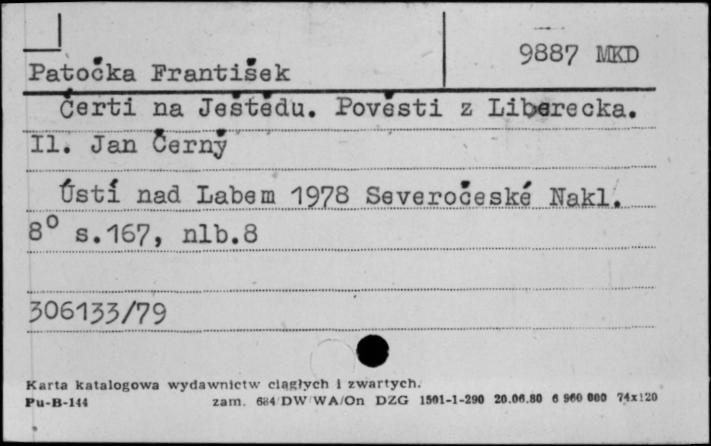 9887 MKD
Patočka František
Čerti na Ještědu. Pověsti z Liberecka.
Il. Jan Černý
Ústí nad Labem 1978 Severočeské Nakl.
8° s.167, nlb.8
306133/79
Karta katalogowa wydawnictw ciągłych i zwartych.
Pu-B-144 zam. 684/DW/WA/On DZG 1501-1-290 20.06.80 6 960 000 74x120